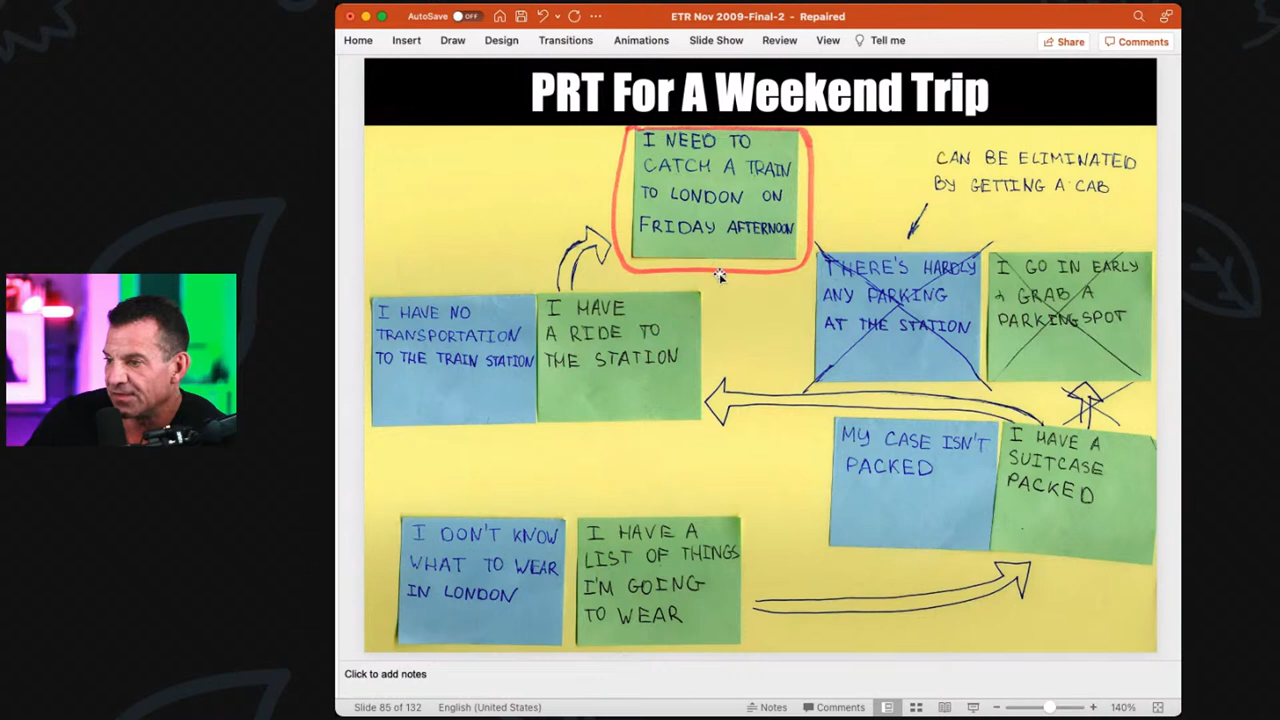 AutoSave OFF
ETR Nov 2009-Final-2 - Repaired
Home Insert Draw Design Transitions Animations Slide Show Review View Tell me Share Comments
PRT For A Weekend Trip
I NEED TO
CATCH A TRAIN
TO LONDON ON
FRIDAY AFTERNOON
CAN BE ELIMINATED
BY GETTING A CAB
THERE'S HARDLY
ANY PARKING
AT THE STATION
I GO IN EARLY
+ GRAB A
PARKING SPOT
I HAVE NO
TRANSPORTATION
TO THE TRAIN STATION
I HAVE
A RIDE TO
THE STATION
MY CASE ISN'T
PACKED
I HAVE A
SUITCASE
PACKED
I DON'T KNOW
WHAT TO WEAR
IN LONDON
I HAVE A
LIST OF THINGS
I'M GOING
TO WEAR
Click to add notes
Slide 85 of 132 English (United States) Notes Comments 140%